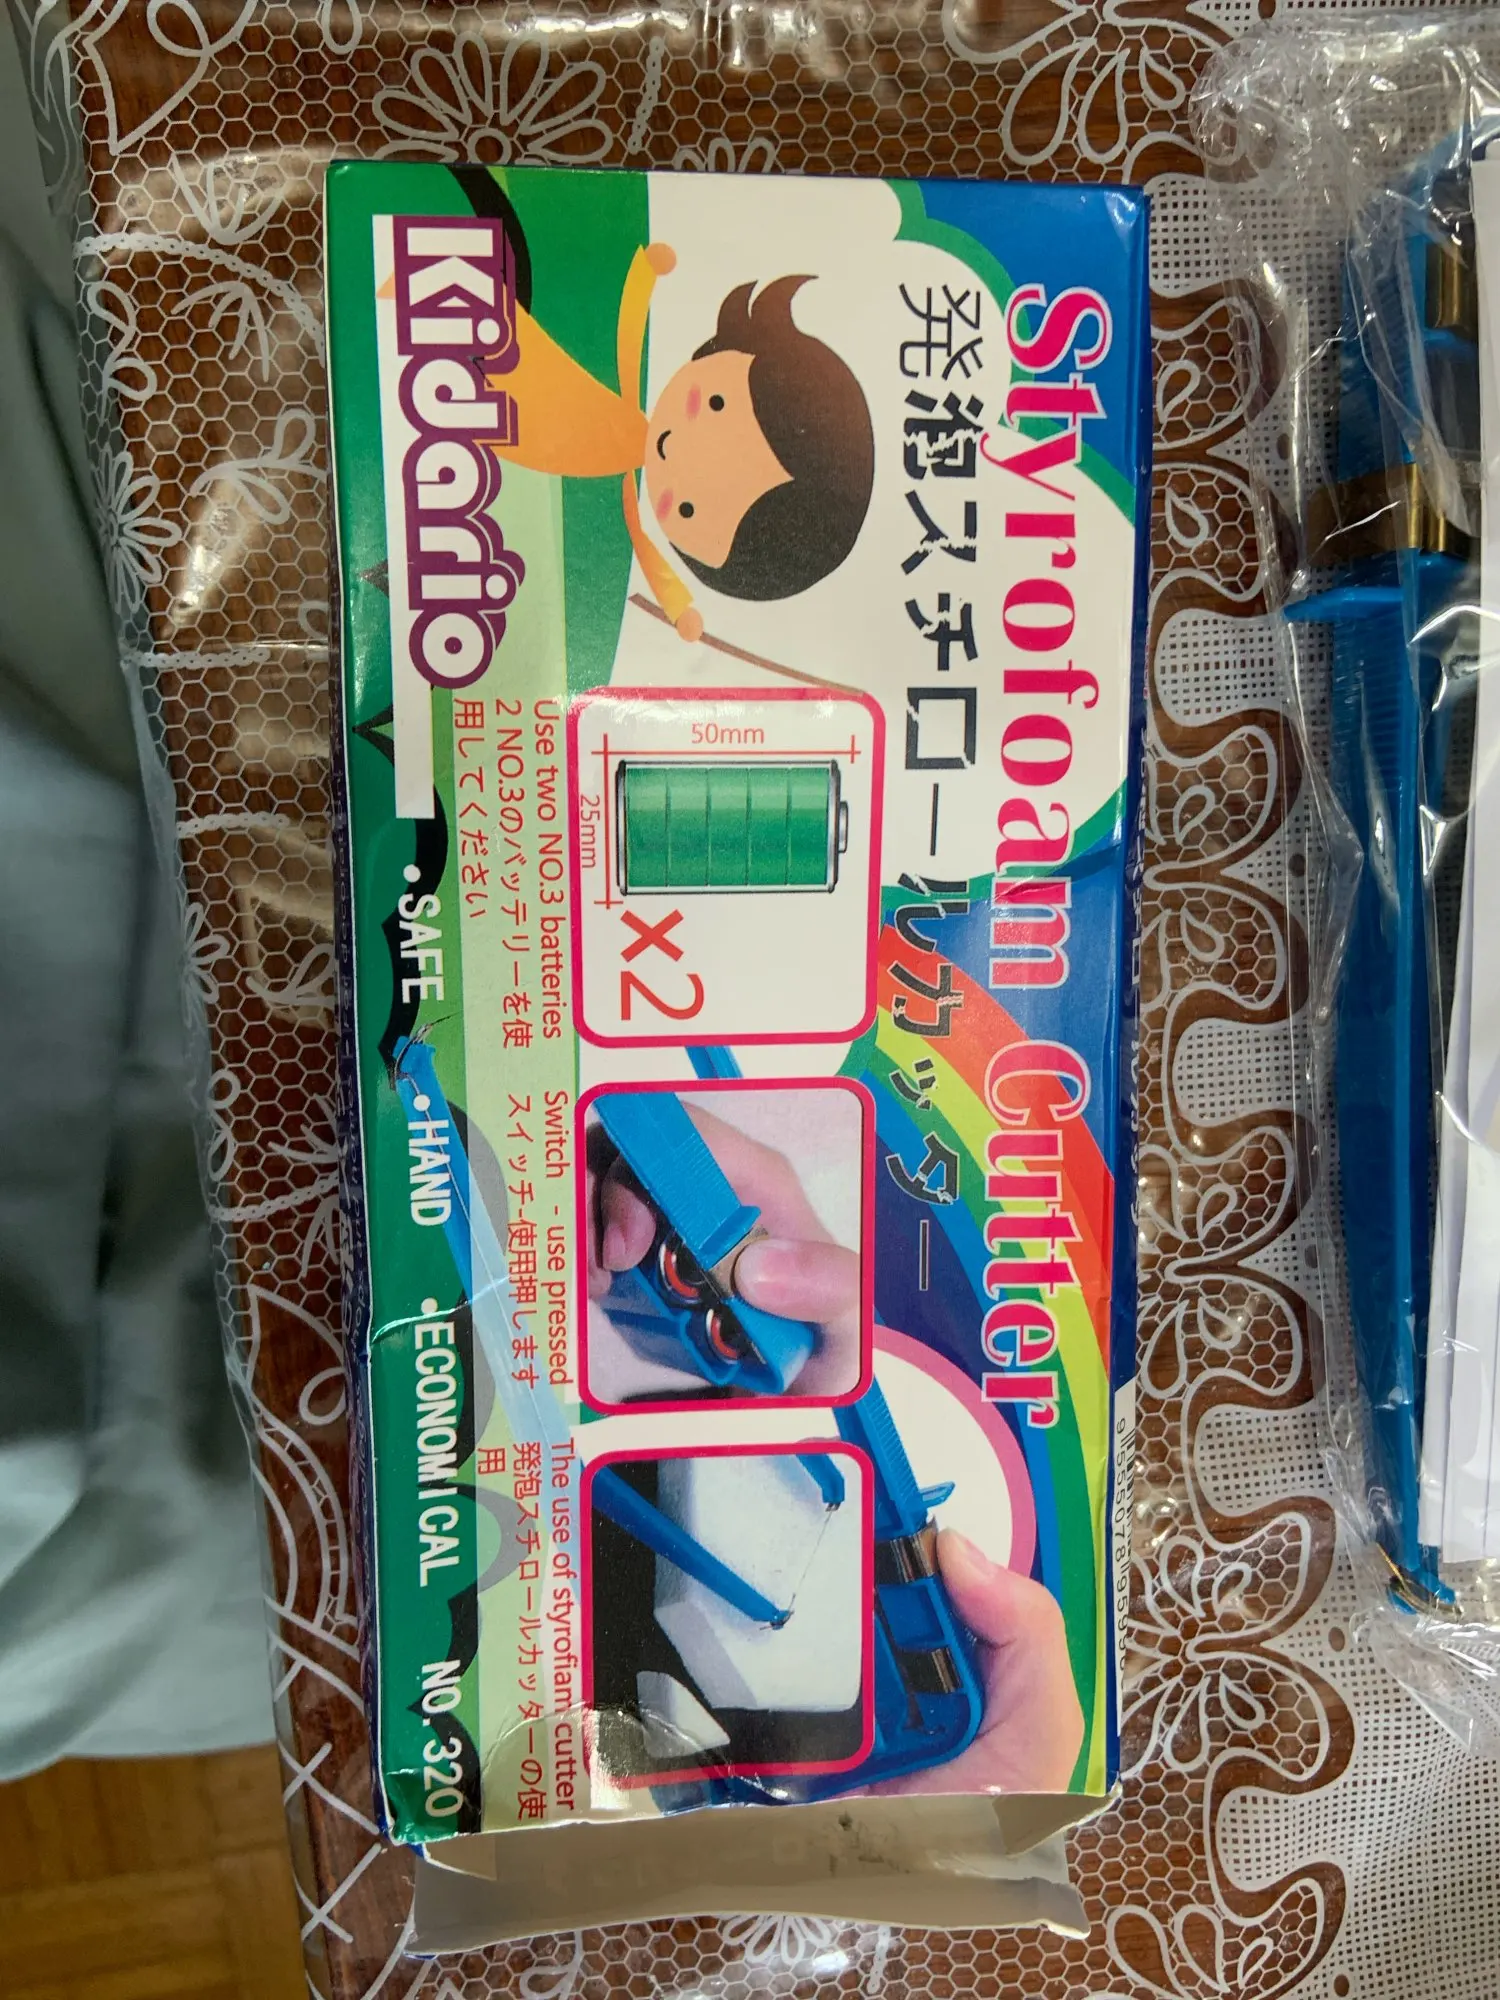 Styrofoam Cutter
発泡スチロールカッター
KiDario
50mm
25mm
×2
Use two NO.3 batteries
2 NO.3のバッテリーを使
用してください
Switch - use pressed
スイッチ-使用押します
The use of styrofiam cutter
発泡スチロールカッターの使
用
•SAFE •HAND •ECONOMICAL NO.320